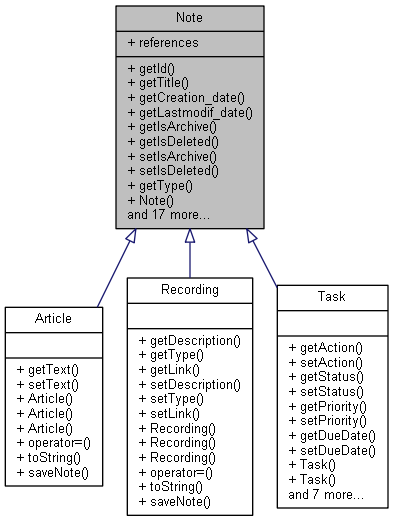 Note
+ references
+ getId()
+ getTitle()
+ getCreation_date()
+ getLastmodif_date()
+ getIsArchive()
+ getIsDeleted()
+ setIsArchive()
+ setIsDeleted()
+ getType()
+ Note()
and 17 more...
Article
+ getText()
+ setText()
+ Article()
+ Article()
+ Article()
+ operator=()
+ toString()
+ saveNote()
Recording
+ getDescription()
+ getType()
+ getLink()
+ setDescription()
+ setType()
+ setLink()
+ Recording()
+ Recording()
+ Recording()
+ operator=()
+ toString()
+ saveNote()
Task
+ getAction()
+ setAction()
+ getStatus()
+ setStatus()
+ getPriority()
+ setPriority()
+ getDueDate()
+ setDueDate()
+ Task()
+ Task()
and 7 more...